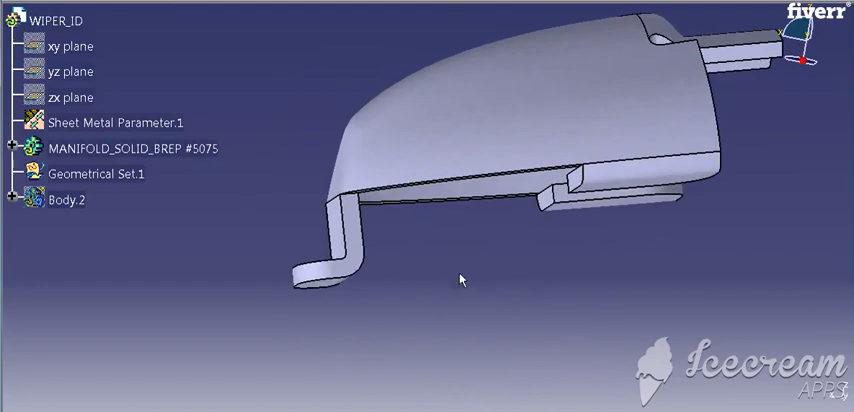 fiverr®
WIPER_ID
xy plane
yz plane
zx plane
Sheet Metal Parameter.1
MANIFOLD_SOLID_BREP #5075
Geometrical Set.1
Body.2
Icecream
APPS